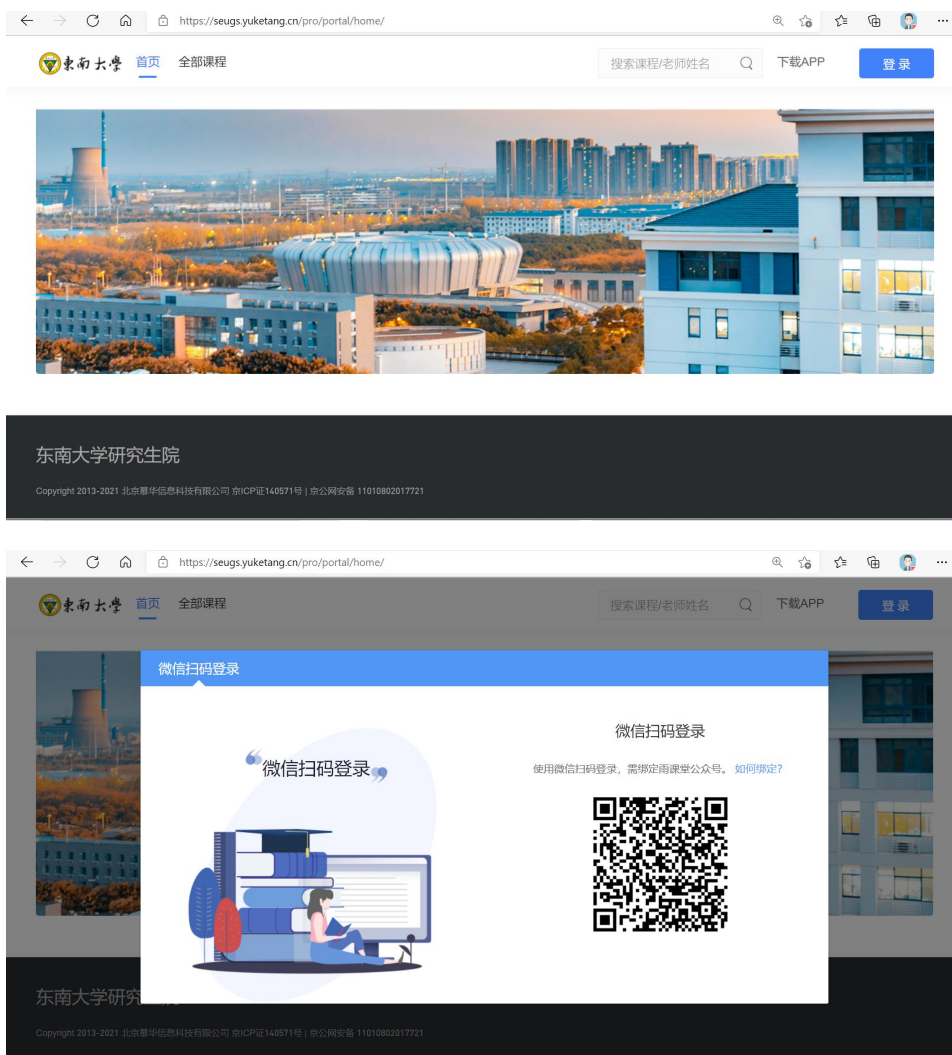 https://seugs.yuketang.cn/pro/portal/home/
東南大學 首页 全部课程 搜索课程/老师姓名 下载APP 登录
东南大学研究生院
Copyright 2013-2021 北京慕华信息科技有限公司 京ICP证140571号 | 京公网安备 11010802017721
https://seugs.yuketang.cn/pro/portal/home/
東南大學 首页 全部课程 搜索课程/老师姓名 下载APP 登录
微信扫码登录
微信扫码登录
微信扫码登录
使用微信扫码登录，需绑定雨课堂公众号。 如何绑定?
东南大学研究
Copyright 2013-2021 北京慕华信息科技有限公司 京ICP证140571号 | 京公网安备 11010802017721